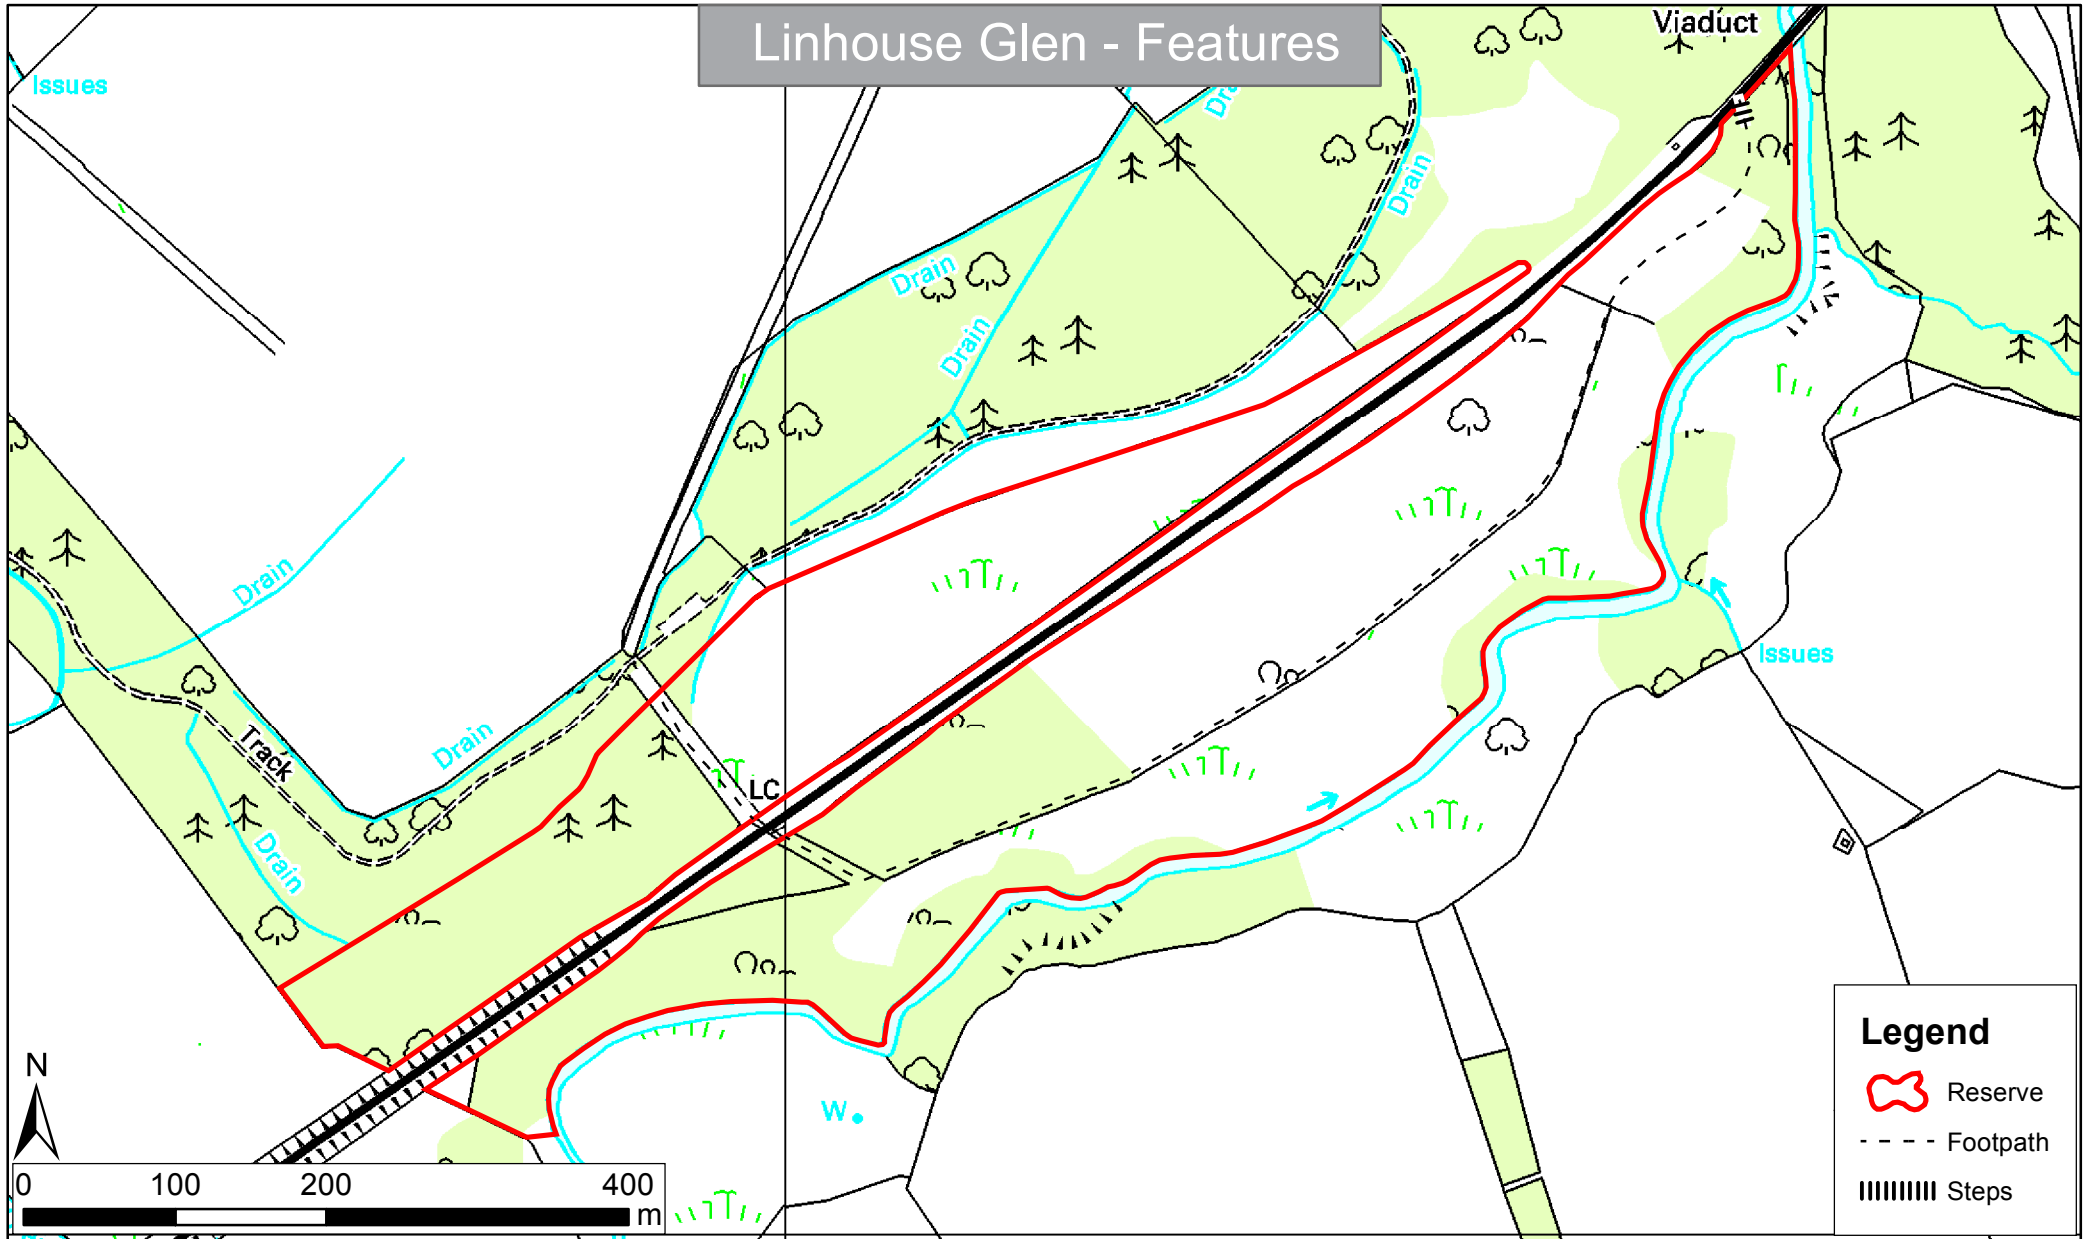 Linhouse Glen - Features
Viaduct
Issues
Drain
Drain
Drain
Drain
Drain
Issues
Track
Drain
LC
Drain
W
Legend
Reserve
Footpath
Steps
N
0 100 200 400
m